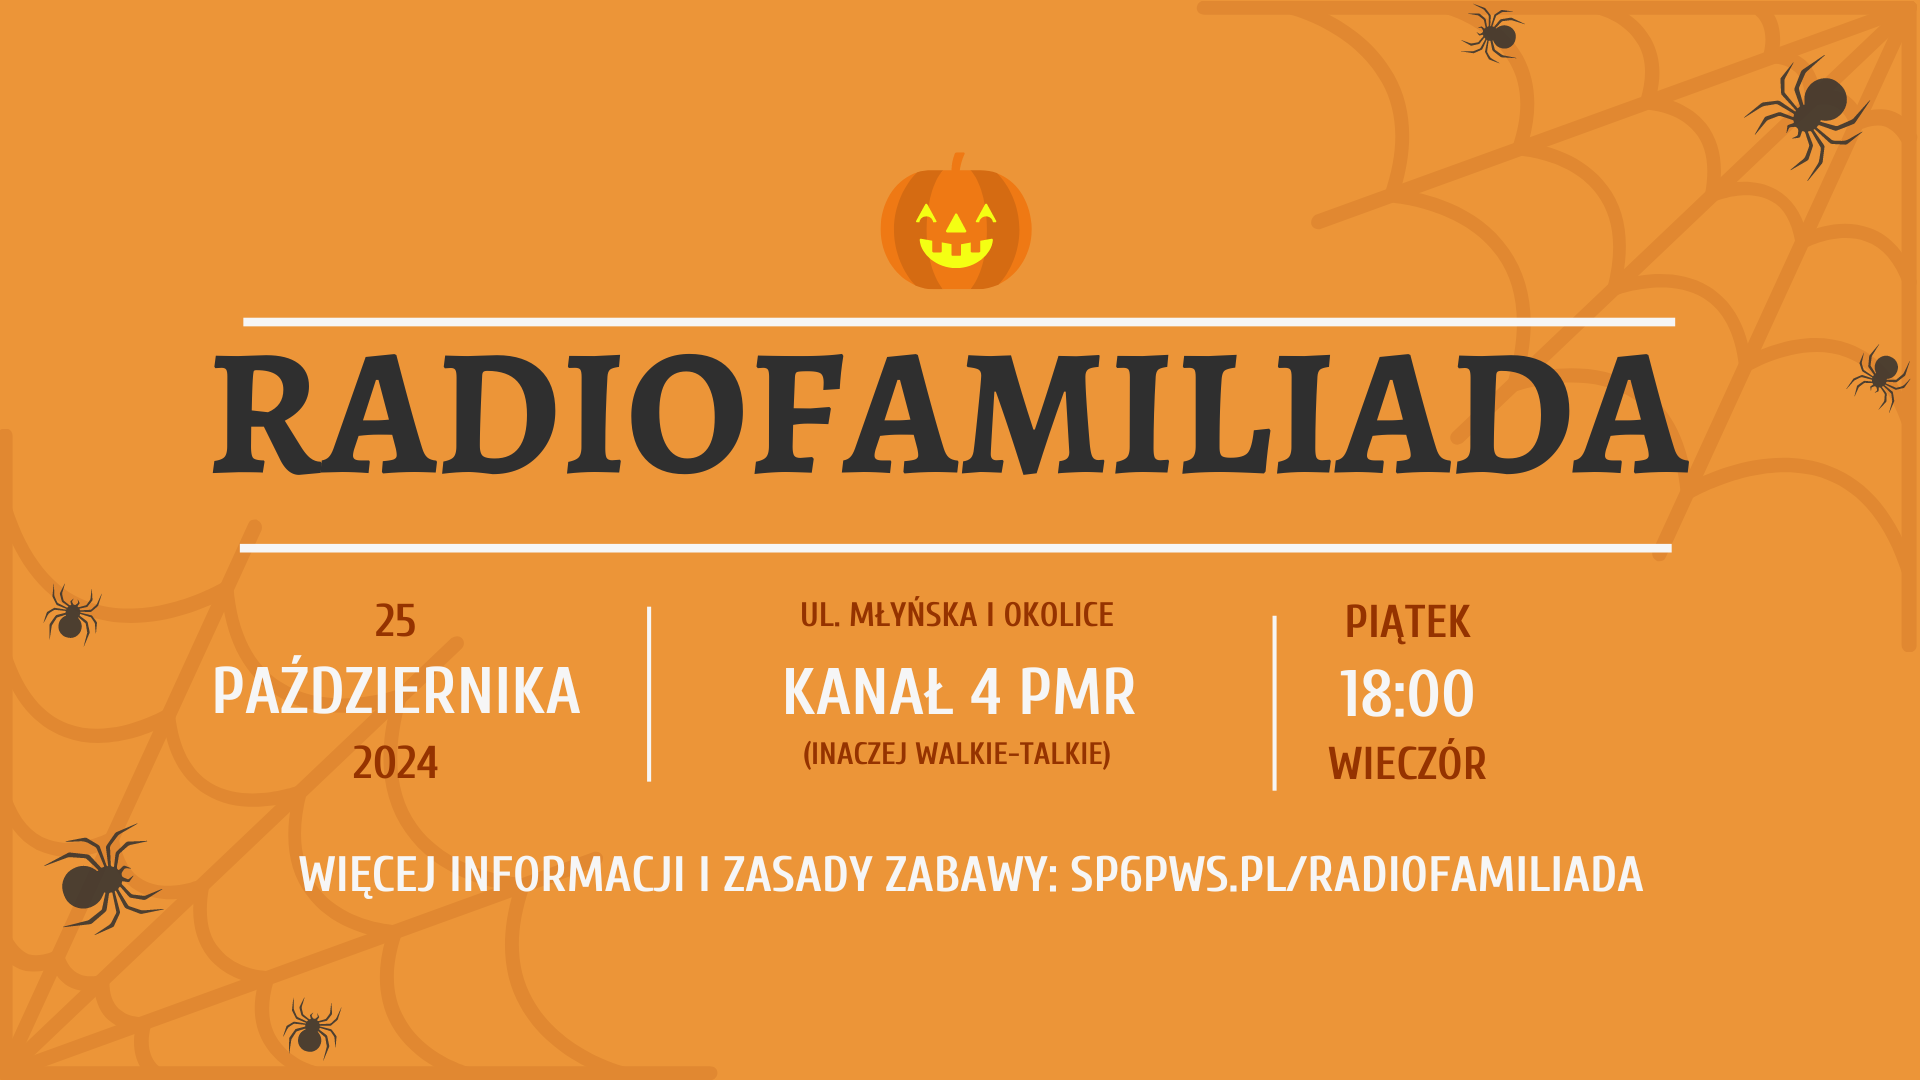 RADIOFAMILIADA
25
PAŹDZIERNIKA
2024
UL. MŁYŃSKA I OKOLICE
KANAŁ 4 PMR
(INACZEJ WALKIE-TALKIE)
PIĄTEK
18:00
WIECZÓR
WIĘCEJ INFORMACJI I ZASADY ZABAWY: SP6PWS.PL/RADIOFAMILIADA